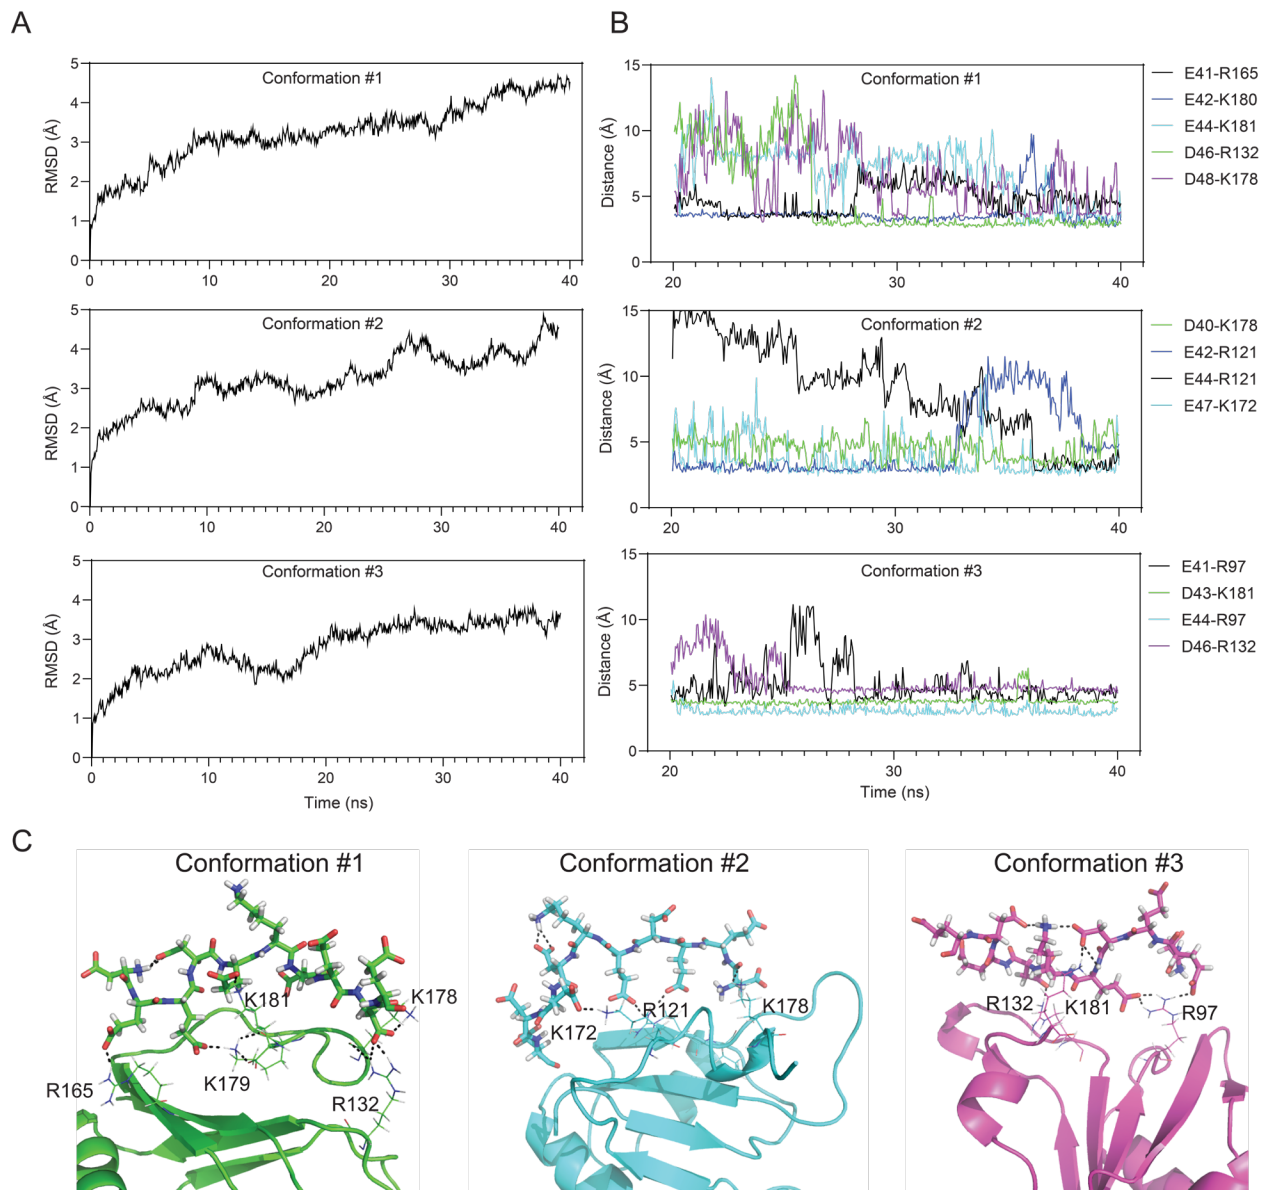 A
B
Conformation #1
RMSD (Å)
5
4
3
2
1
0
0 10 20 30 40
Conformation #1
Distance (Å)
15
10
5
0
20 30 40
E41-R165
E42-K180
E44-K181
D46-R132
D48-K178
Conformation #2
RMSD (Å)
5
4
3
2
1
0
0 10 20 30 40
Conformation #2
Distance (Å)
15
10
5
0
20 30 40
D40-K178
E42-R121
E44-R121
E47-K172
Conformation #3
RMSD (Å)
5
4
3
2
1
0
0 10 20 30 40
Time (ns)
Conformation #3
Distance (Å)
15
10
5
0
20 30 40
Time (ns)
E41-R97
D43-K181
E44-R97
D46-R132
C
Conformation #1
K181
K178
R165
K179
R132
Conformation #2
K172
R121
K178
Conformation #3
R132
K181
R97